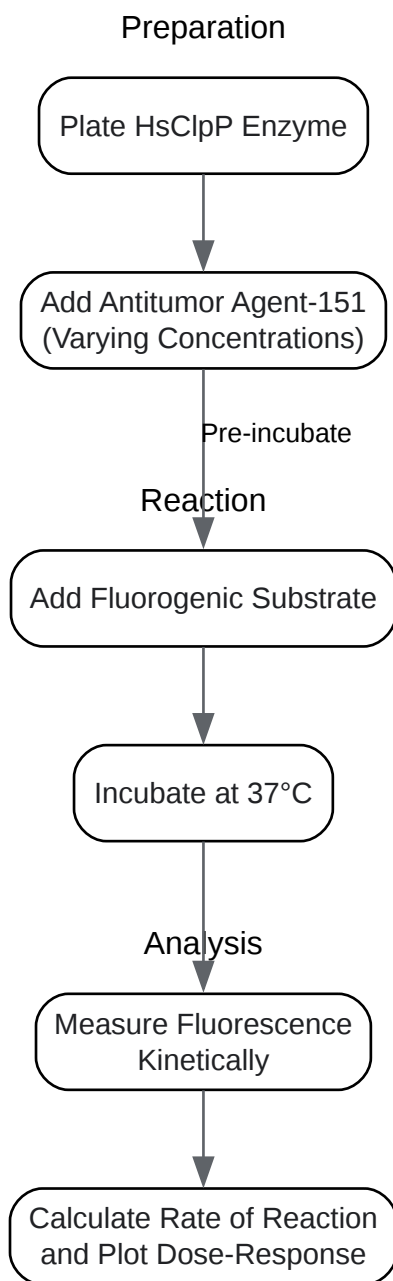 Preparation
Plate HsClpP Enzyme
Add Antitumor Agent-151
(Varying Concentrations)
Pre-incubate
Reaction
Add Fluorogenic Substrate
Incubate at 37°C
Analysis
Measure Fluorescence
Kinetically
Calculate Rate of Reaction
and Plot Dose-Response